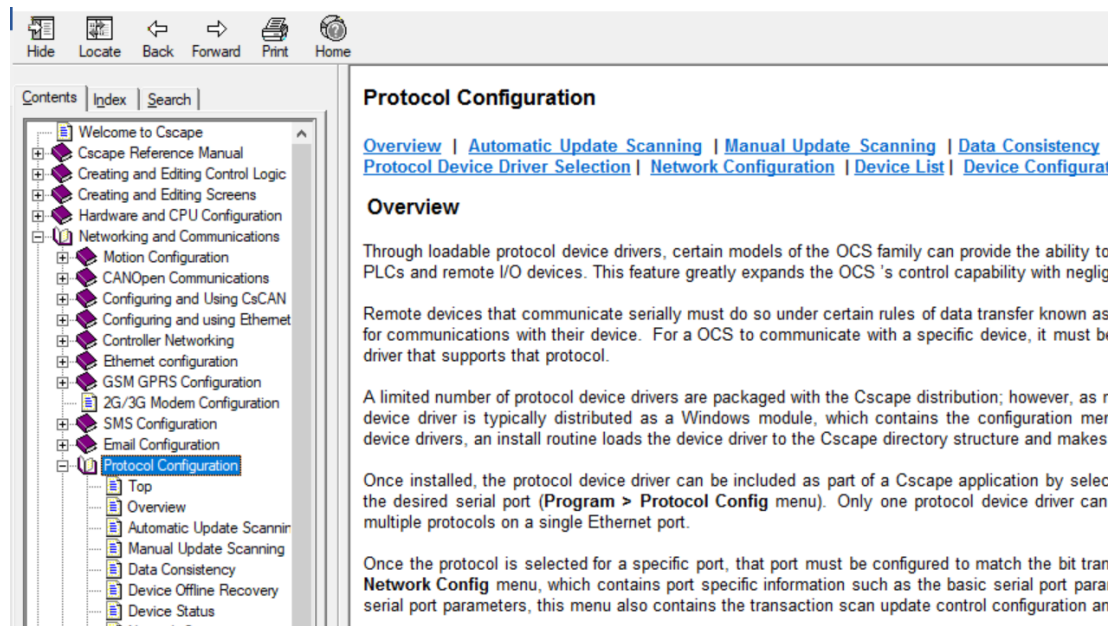 Hide Locate Back Forward Print Home
Contents Index Search
Welcome to Cscape
Cscape Reference Manual
Creating and Editing Control Logic
Creating and Editing Screens
Hardware and CPU Configuration
Networking and Communications
Motion Configuration
CANOpen Communications
Configuring and Using CsCAN
Configuring and using Ethernet
Controller Networking
Ethernet configuration
GSM GPRS Configuration
2G/3G Modem Configuration
SMS Configuration
Email Configuration
Protocol Configuration
Top
Overview
Automatic Update Scannin
Manual Update Scanning
Data Consistency
Device Offline Recovery
Device Status
Protocol Configuration
Overview | Automatic Update Scanning | Manual Update Scanning | Data Consistency
Protocol Device Driver Selection | Network Configuration | Device List | Device Configurat
Overview
Through loadable protocol device drivers, certain models of the OCS family can provide the ability to
PLCs and remote I/O devices. This feature greatly expands the OCS 's control capability with neglig
Remote devices that communicate serially must do so under certain rules of data transfer known as
for communications with their device. For a OCS to communicate with a specific device, it must be
driver that supports that protocol.
A limited number of protocol device drivers are packaged with the Cscape distribution; however, as
device driver is typically distributed as a Windows module, which contains the configuration
device drivers, an install routine loads the device driver to the Cscape directory structure and makes
Once installed, the protocol device driver can be included as part of a Cscape application by selec
the desired serial port (Program > Protocol Config menu). Only one protocol device driver can
multiple protocols on a single Ethernet port.
Once the protocol is selected for a specific port, that port must be configured to match the bit tran
Network Config menu, which contains port specific information such as the basic serial port para
serial port parameters, this menu also contains the transaction scan update control configuration an